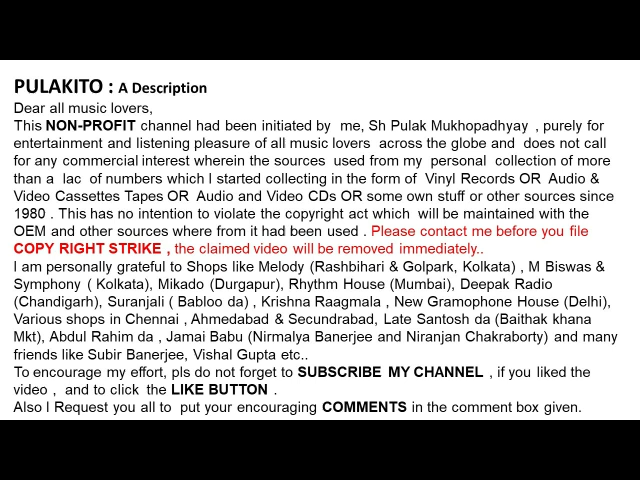 PULAKITO : A Description
Dear all music lovers,
This NON-PROFIT channel had been initiated by me, Sh Pulak Mukhopadhyay , purely for
entertainment and listening pleasure of all music lovers across the globe and does not call
for any commercial interest wherein the sources used from my personal collection of more
than a lac of numbers which I started collecting in the form of Vinyl Records OR Audio &
Video Cassettes Tapes OR Audio and Video CDs OR some own stuff or other sources since
1980 . This has no intention to violate the copyright act which will be maintained with the
OEM and other sources where from it had been used . Please contact me before you file
COPY RIGHT STRIKE , the claimed video will be removed immediately..
I am personally grateful to Shops like Melody (Rashbihari & Golpark, Kolkata) , M Biswas &
Symphony ( Kolkata), Mikado (Durgapur), Rhythm House (Mumbai), Deepak Radio
(Chandigarh), Suranjali ( Babloo da) , Krishna Raagmala , New Gramophone House (Delhi),
Various shops in Chennai , Ahmedabad & Secundrabad, Late Santosh da (Baithak khana
Mkt), Abdul Rahim da , Jamai Babu (Nirmalya Banerjee and Niranjan Chakraborty) and many
friends like Subir Banerjee, Vishal Gupta etc..
To encourage my effort, pls do not forget to SUBSCRIBE MY CHANNEL , if you liked the
video , and to click the LIKE BUTTON .
Also I Request you all to put your encouraging COMMENTS in the comment box given.